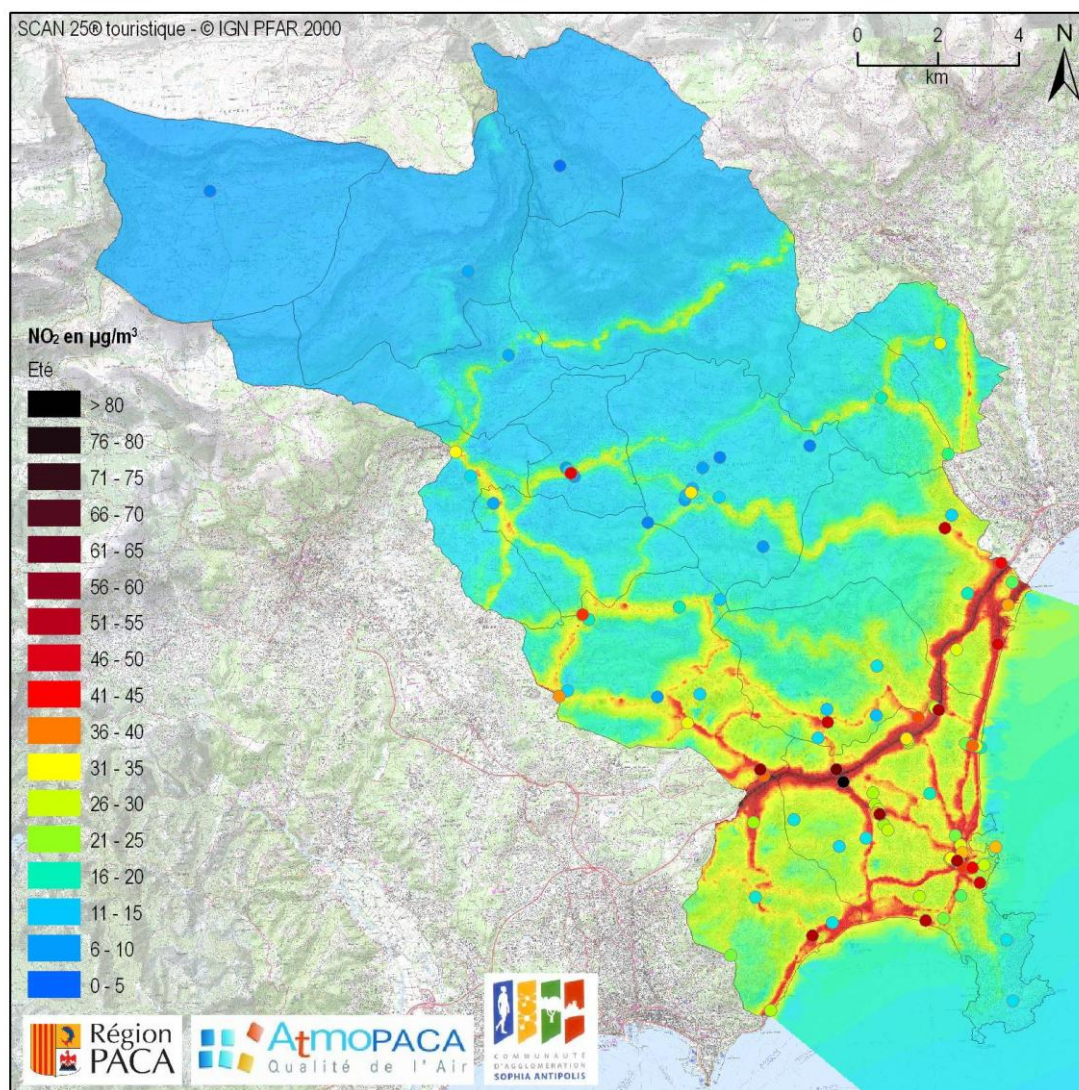 SCAN 25® touristique - © IGN PFAR 2000
0 2 4
km
N
NO₂ en µg/m³
Eté
> 80
76 - 80
71 - 75
66 - 70
61 - 65
56 - 60
51 - 55
46 - 50
41 - 45
36 - 40
31 - 35
26 - 30
21 - 25
16 - 20
11 - 15
6 - 10
0 - 5
Région
PACA
AtmoPACA
Qualité de l'Air
COMMUNAUTÉ
D'AGGLOMÉRATION
SOPHIA ANTIPOLIS